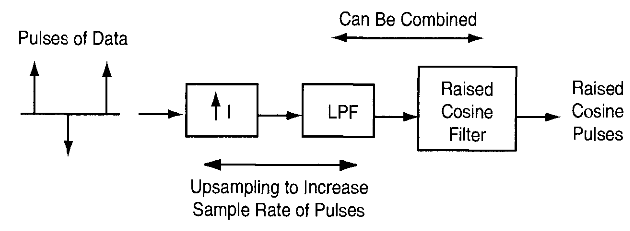 Can Be Combined
Pulses of Data
I
LPF
Raised
Cosine
Filter
Raised
Cosine
Pulses
Upsampling to Increase
Sample Rate of Pulses